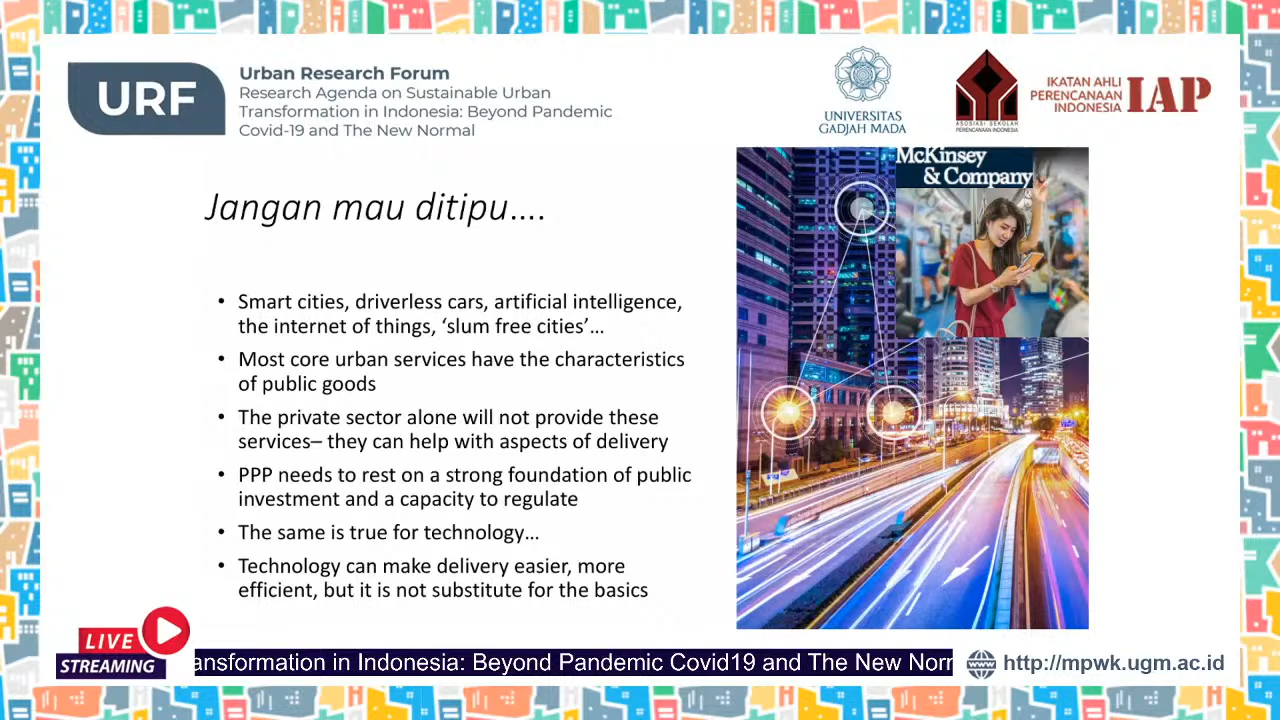 URF
Urban Research Forum
Research Agenda on Sustainable Urban
Transformation in Indonesia: Beyond Pandemic
Covid-19 and The New Normal
UNIVERSITAS
GADJAH MADA
ASOSIASI SEKOLAH
PERENCANAAN INDONESIA
IKATAN AHLI
PERENCANAAN
INDONESIA
IAP
McKinsey
& Company
Jangan mau ditipu....
• Smart cities, driverless cars, artificial intelligence,
the internet of things, ‘slum free cities’…
• Most core urban services have the characteristics
of public goods
• The private sector alone will not provide these
services– they can help with aspects of delivery
• PPP needs to rest on a strong foundation of public
investment and a capacity to regulate
• The same is true for technology…
• Technology can make delivery easier, more
efficient, but it is not substitute for the basics
LIVE
STREAMING
ansformation in Indonesia: Beyond Pandemic Covid19 and The New Norm
http://mpwk.ugm.ac.id